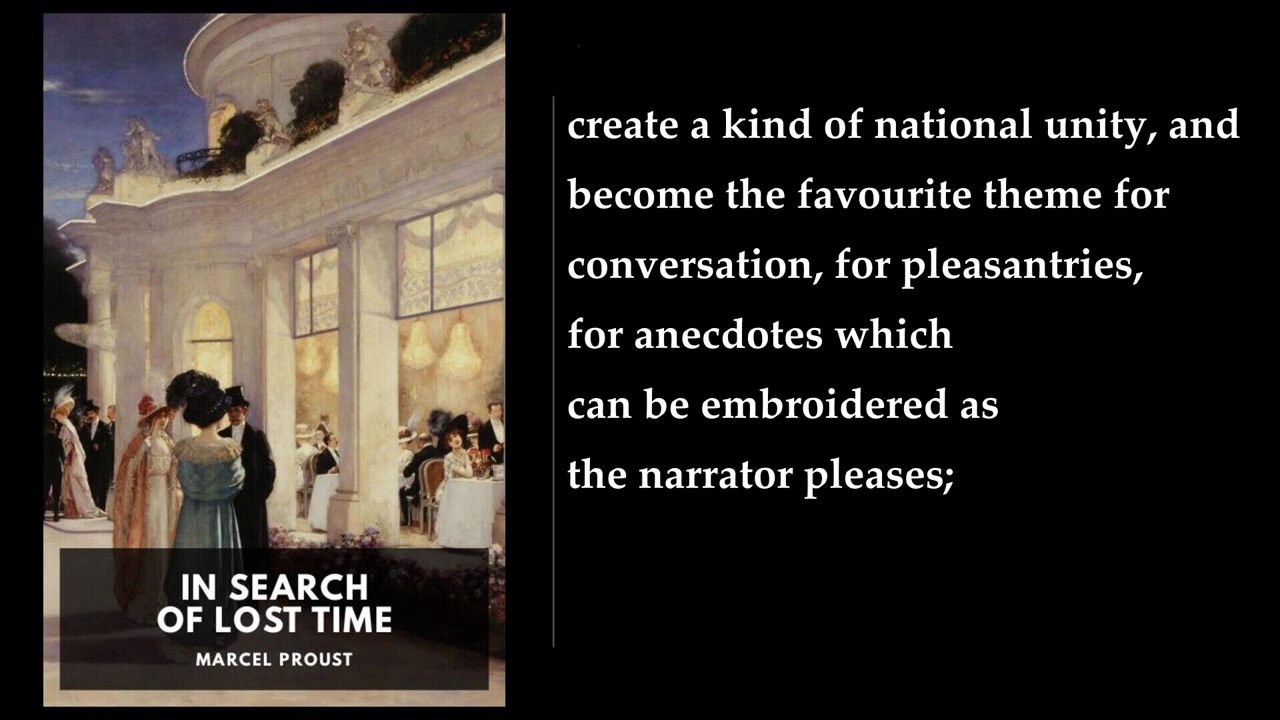 create a kind of national unity, and
become the favourite theme for
conversation, for pleasantries,
for anecdotes which
can be embroidered as
the narrator pleases;
IN SEARCH
OF LOST TIME
MARCEL PROUST